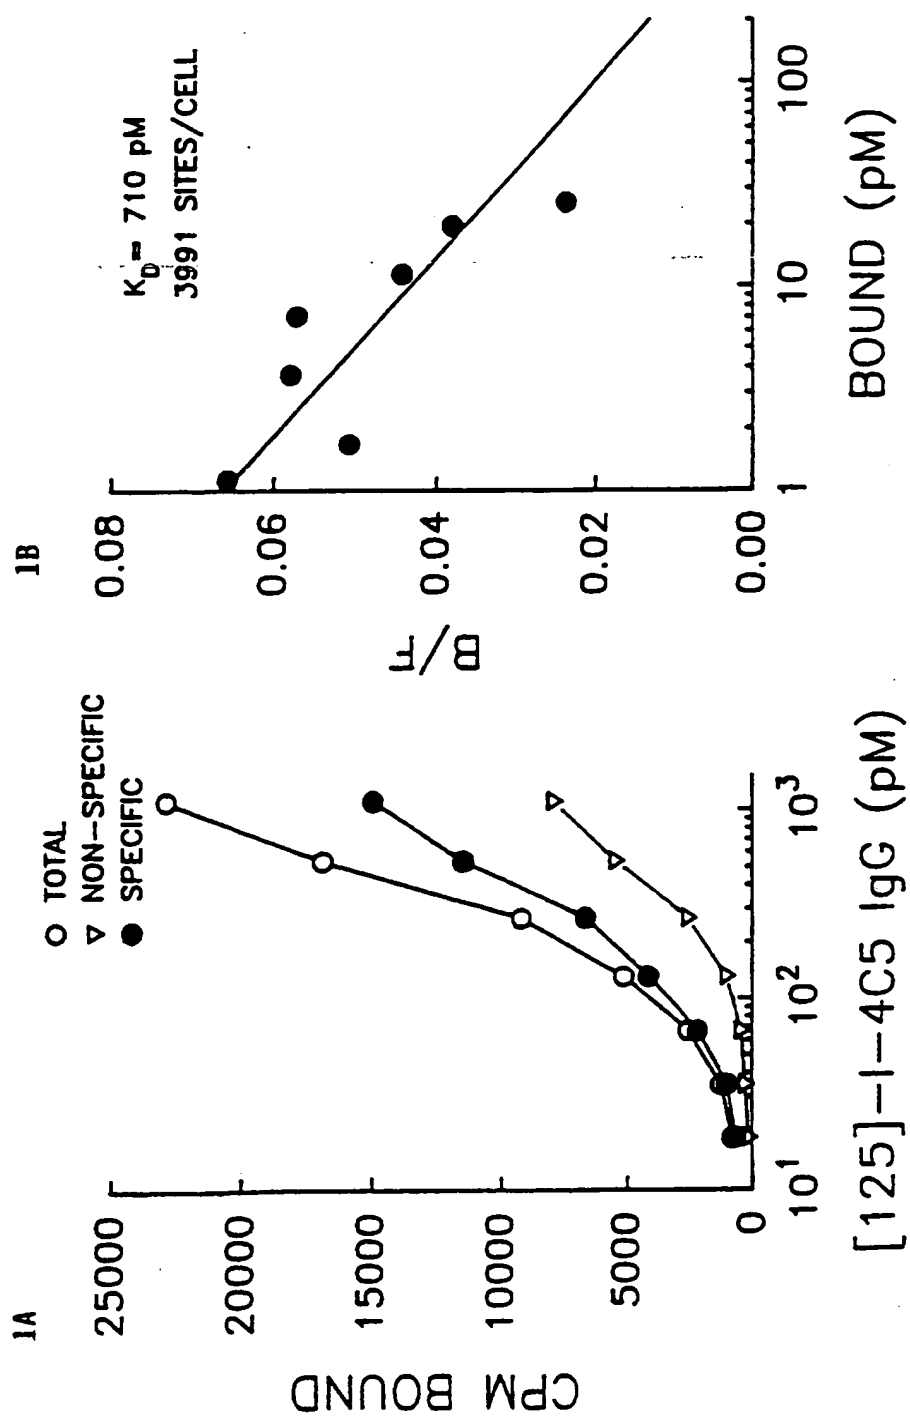 1A
25000
20000
15000
10000
5000
0
CPM BOUND
10¹
10²
10³
[125]—I—4C5 IgG (pM)
○ TOTAL
▽ NON—SPECIFIC
● SPECIFIC
1B
0.08
0.06
0.04
0.02
0.00
B/F
1
10
100
BOUND (pM)
K_D = 710 pM
3991 SITES/CELL